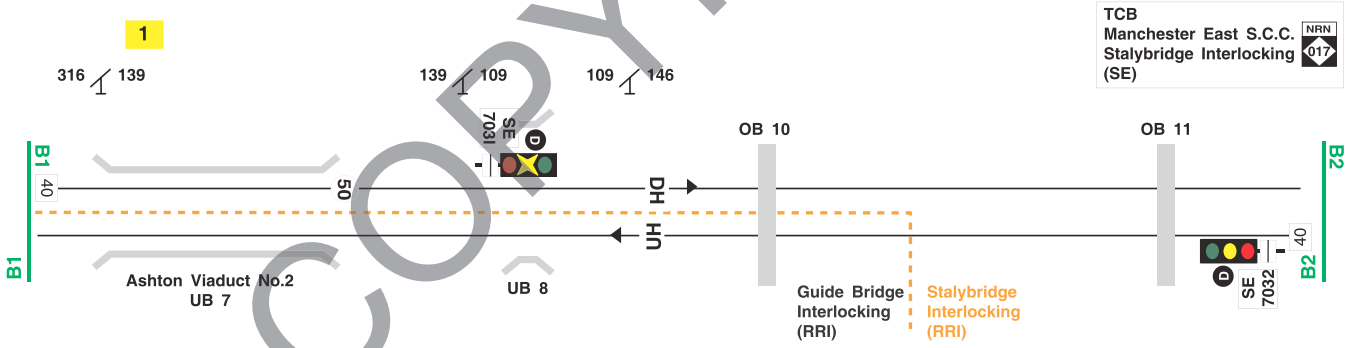 1
TCB
Manchester East S.C.C.
Stalybridge Interlocking
(SE)
NRN
017
316 139
139 109
109 146
SE
7031
D
OB 10
OB 11
B1
40
50
DH
UH
B2
40
B1
B2
Ashton Viaduct No.2
UB 7
UB 8
D
SE
7032
Guide Bridge
Interlocking
(RRI)
Stalybridge
Interlocking
(RRI)
COPY